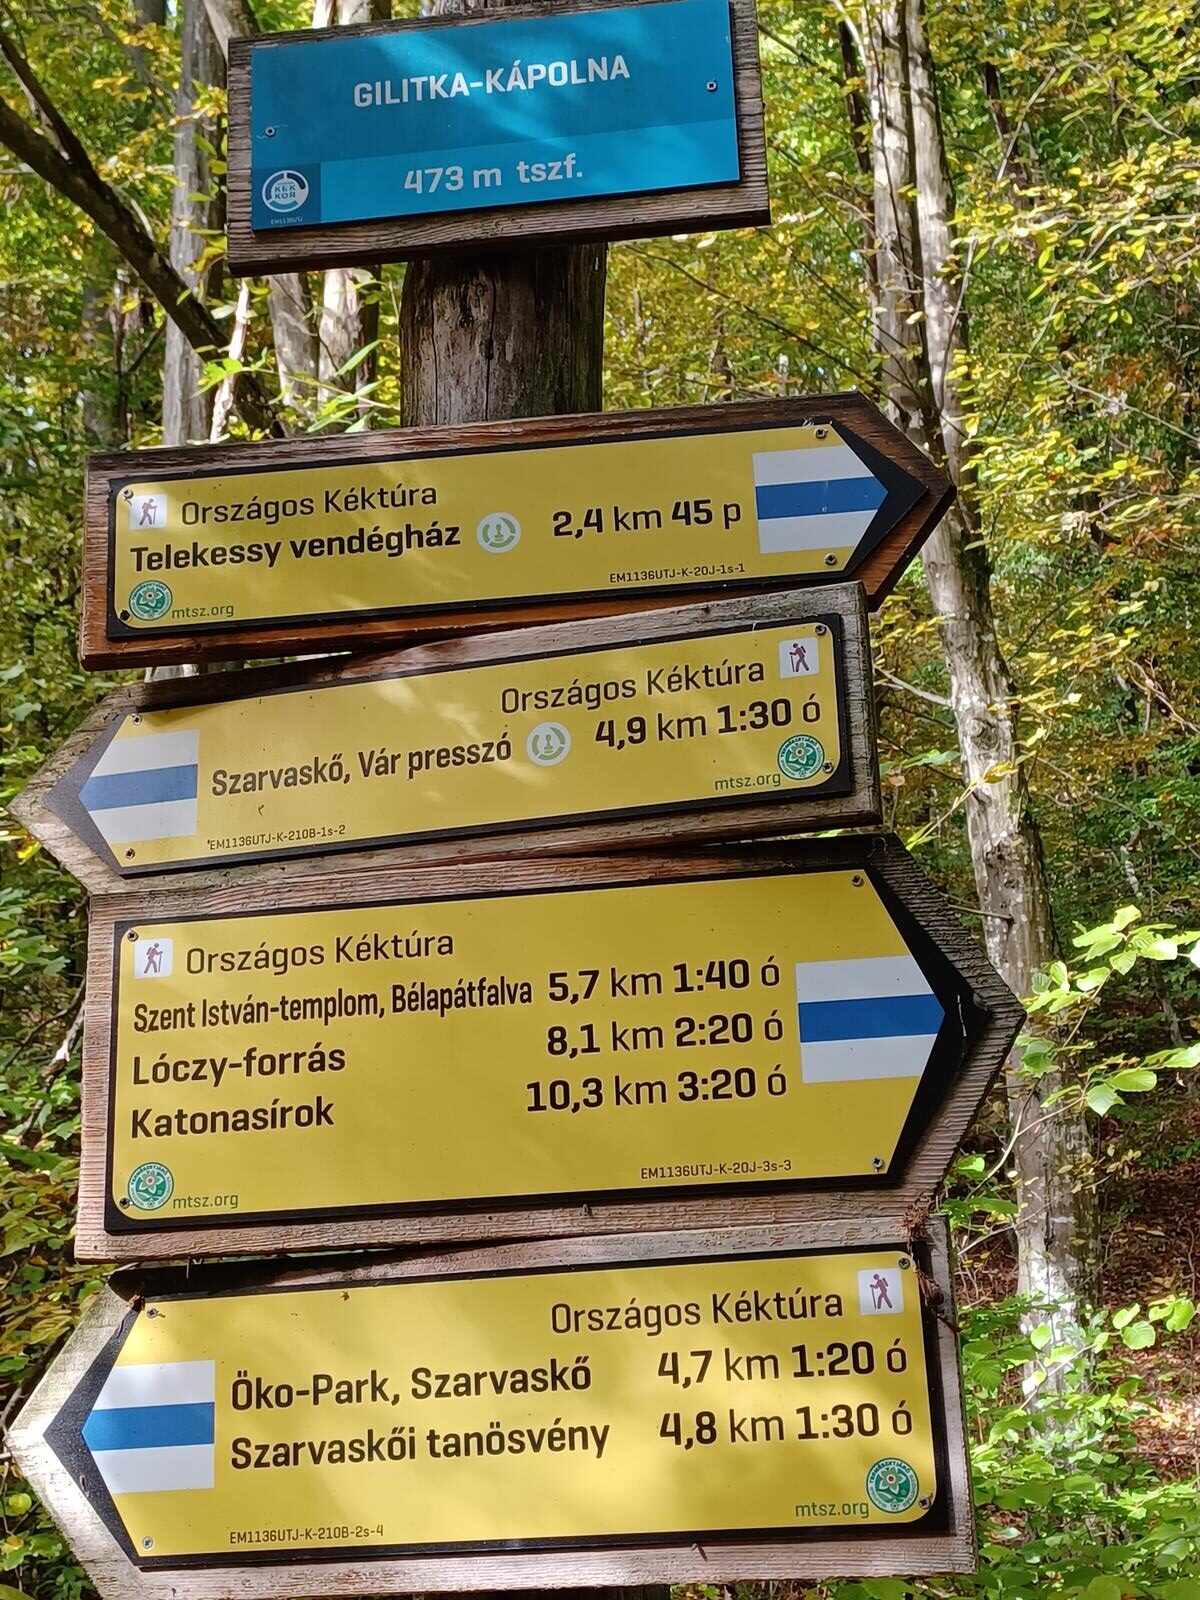 GILITKA-KÁPOLNA
473 m tszf.
KÉK
KÖR
EM1136UTJ
Országos Kéktúra
Telekessy vendégház 2,4 km 45 p
EM1136UTJ-K-20J-1s-1
mtsz.org
Országos Kéktúra
Szarvaskő, Vár presszó 4,9 km 1:30 ó
mtsz.org
EM1136UTJ-K-210B-1s-2
Országos Kéktúra
Szent István-templom, Bélapátfalva 5,7 km 1:40 ó
Lóczy-forrás 8,1 km 2:20 ó
Katonasírok 10,3 km 3:20 ó
EM1136UTJ-K-20J-3s-3
mtsz.org
Országos Kéktúra
Öko-Park, Szarvaskő 4,7 km 1:20 ó
Szarvaskői tanösvény 4,8 km 1:30 ó
mtsz.org
EM1136UTJ-K-210B-2s-4